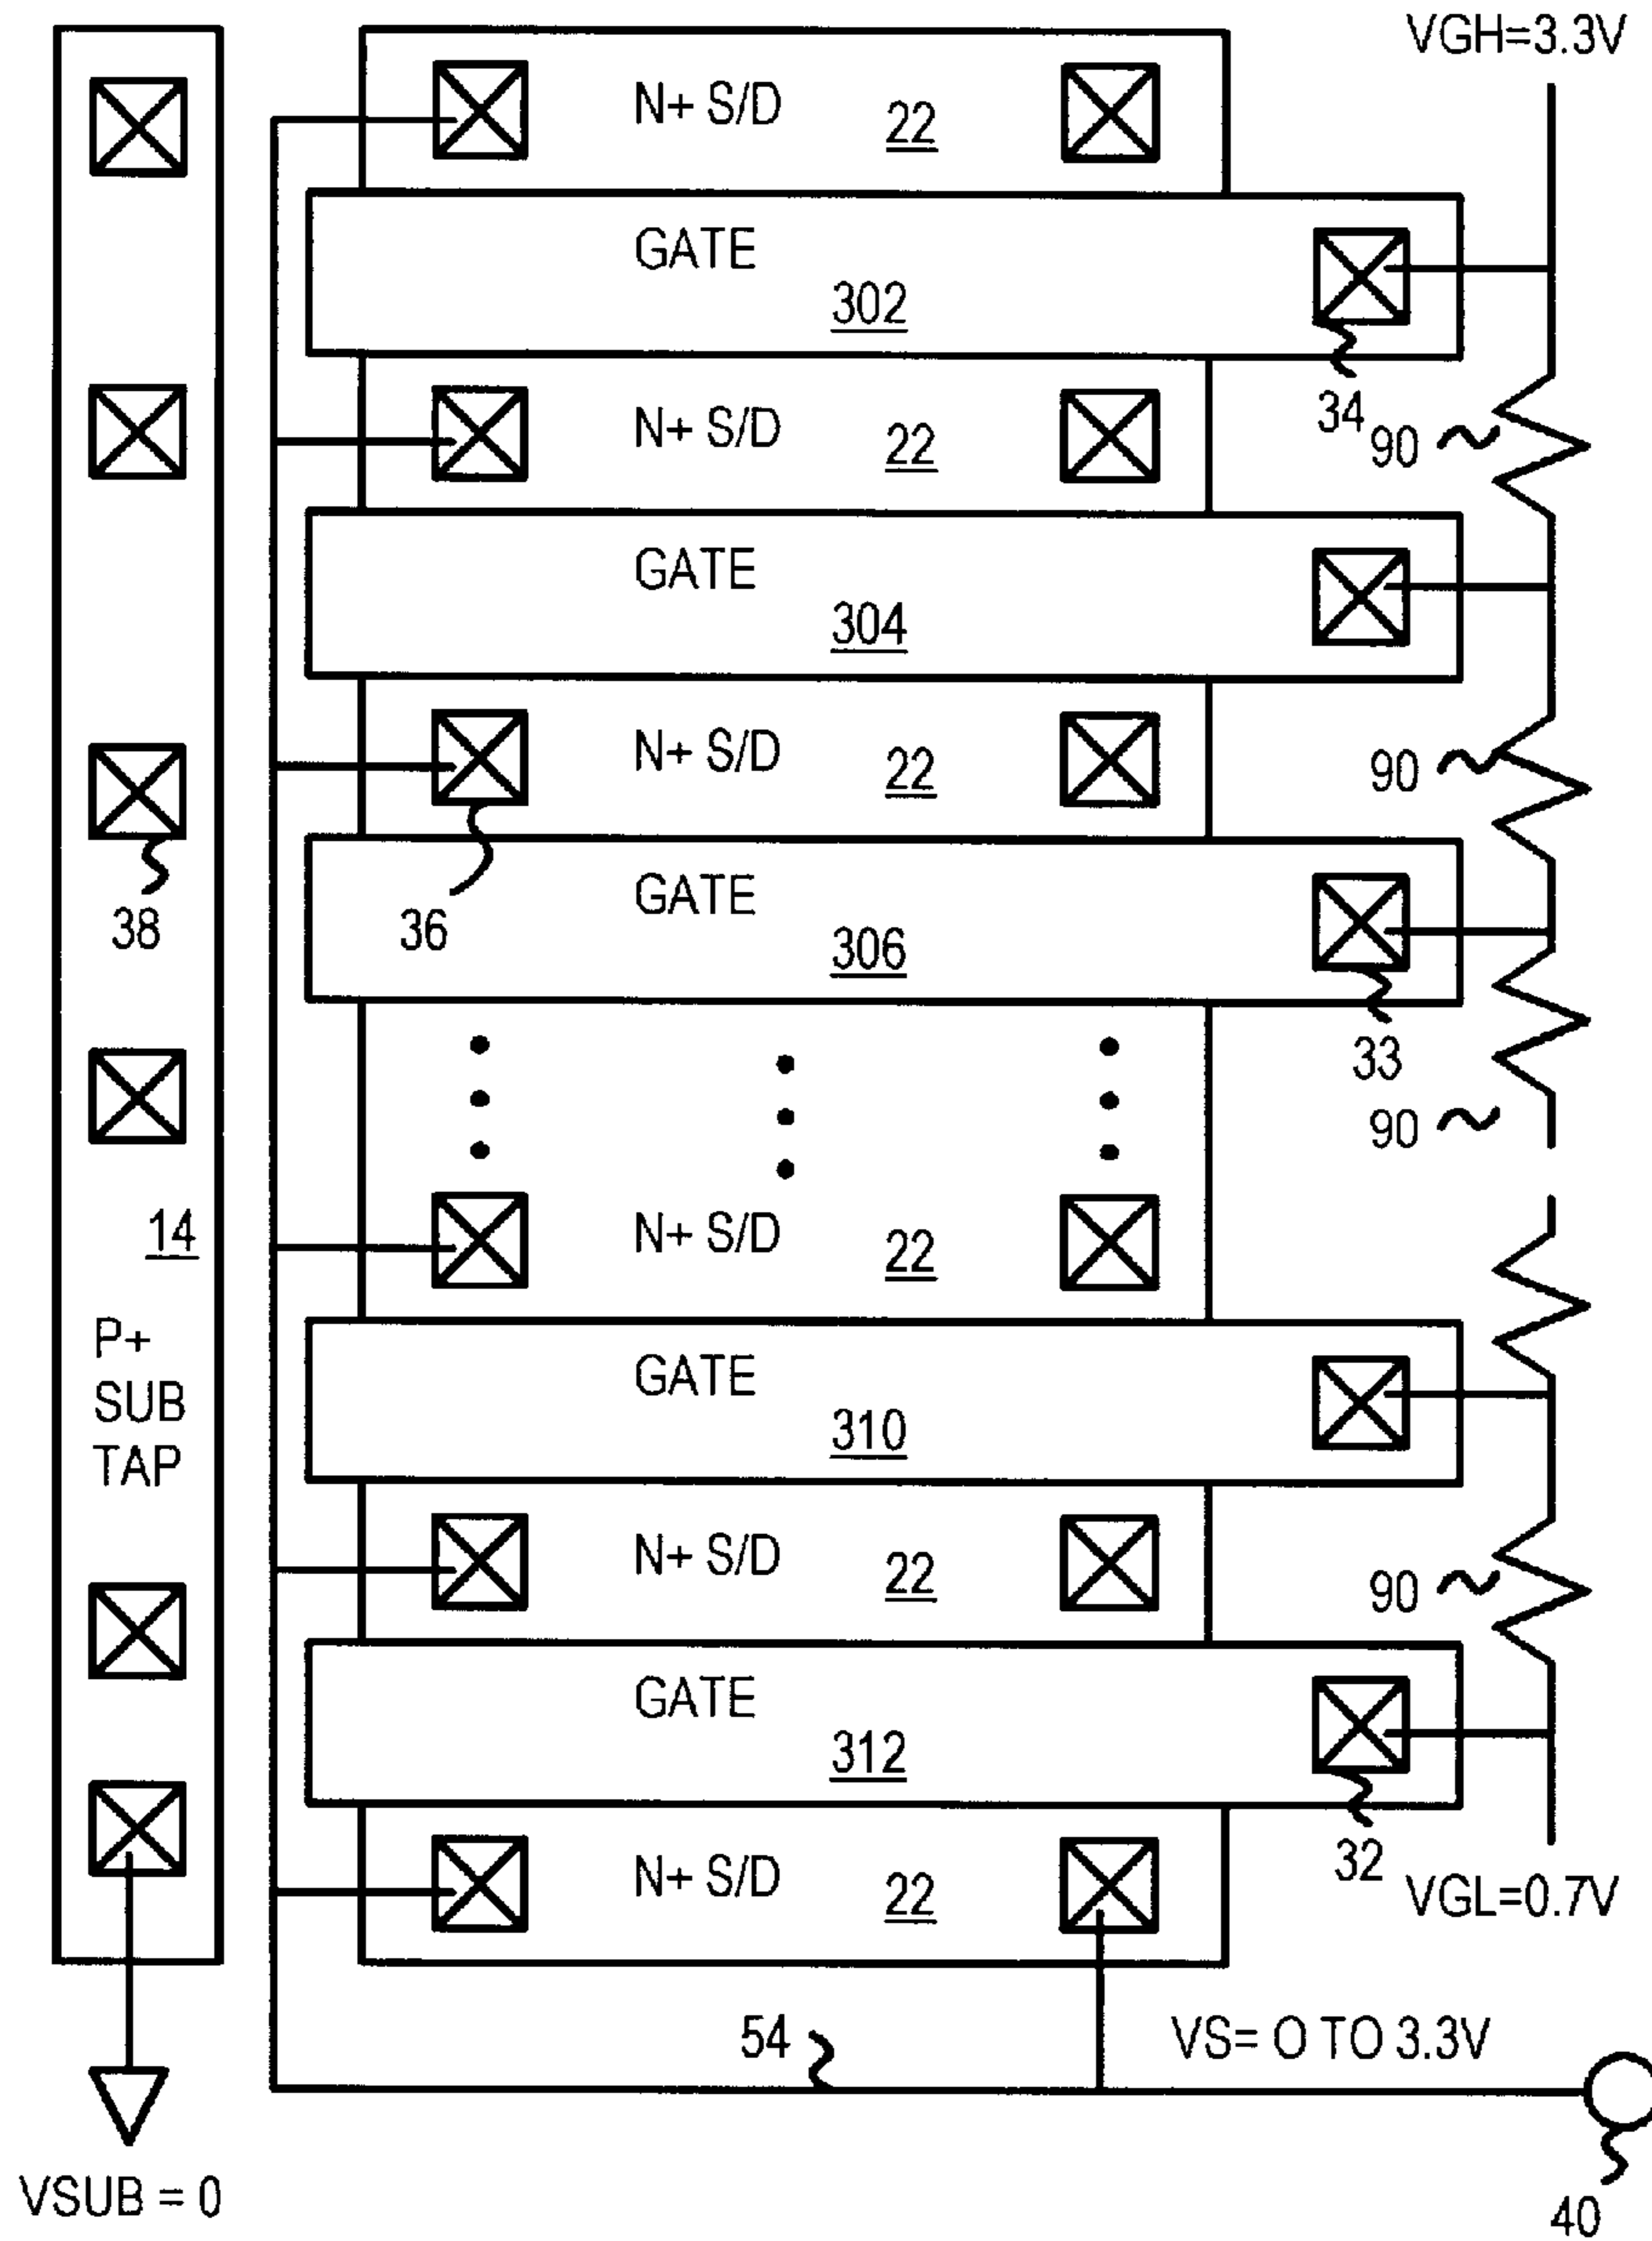 VGH=3.3V
N+ S/D 22
GATE
302
34
N+ S/D 22
90
GATE
304
N+ S/D 22
90
38
36
GATE
306
33
90
14
N+ S/D 22
P+
SUB
TAP
GATE
310
N+ S/D 22
90
GATE
312
32
N+ S/D 22
VGL=0.7V
54
VS= O TO 3.3V
VSUB = 0
40